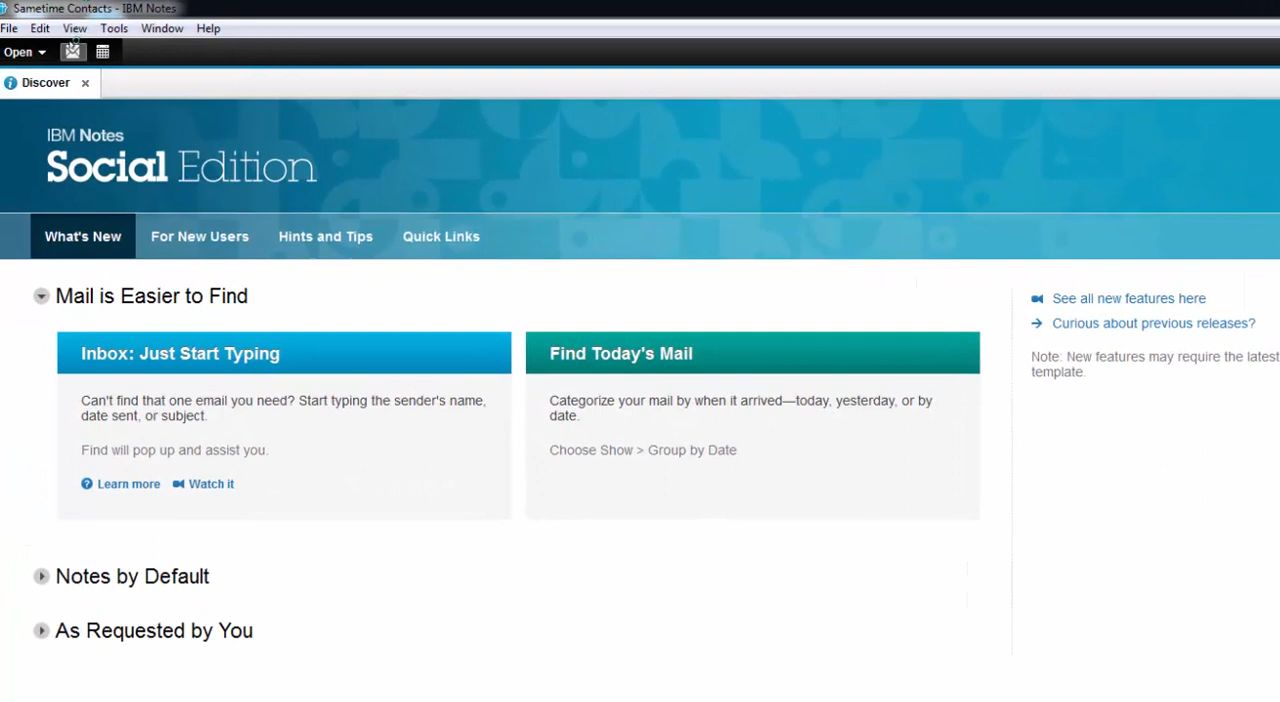 Sametime Contacts - IBM Notes
File Edit View Tools Window Help
Open
Discover
IBM Notes
Social Edition
What's New For New Users Hints and Tips Quick Links
Mail is Easier to Find
Inbox: Just Start Typing
Can't find that one email you need? Start typing the sender's name,
date sent, or subject.
Find will pop up and assist you.
Learn more Watch it
Find Today's Mail
Categorize your mail by when it arrived—today, yesterday, or by
date.
Choose Show > Group by Date
Notes by Default
As Requested by You
See all new features here
Curious about previous releases?
Note: New features may require the latest
template.